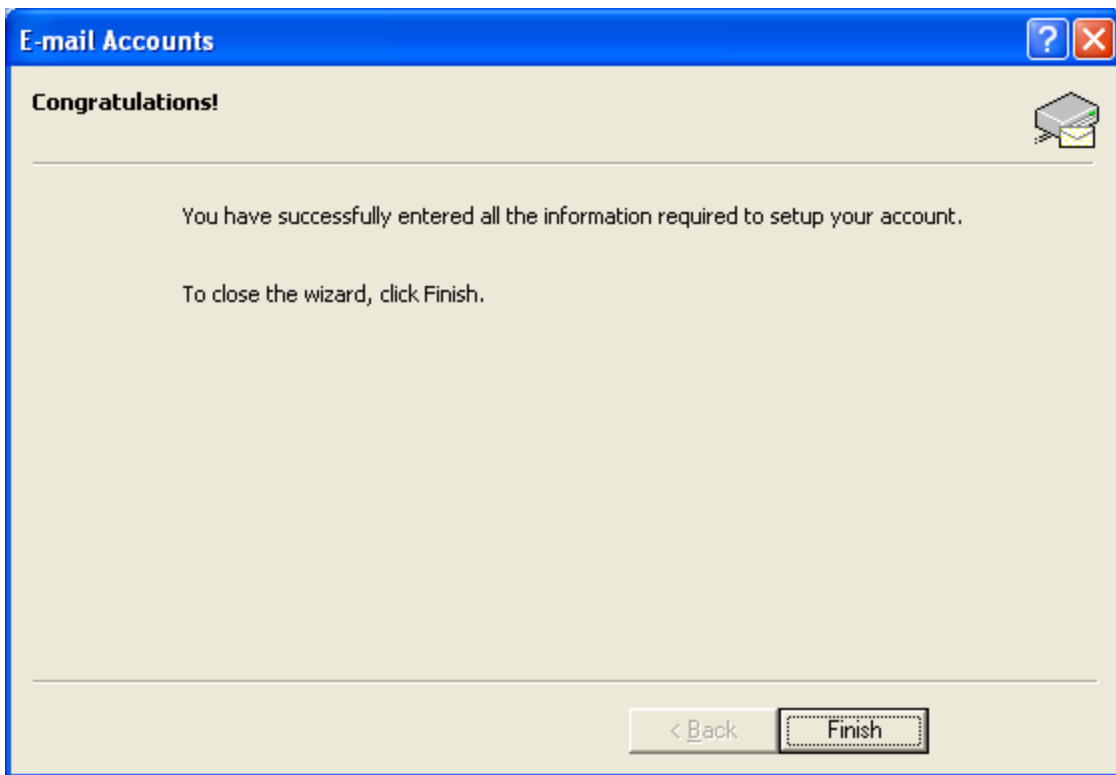 E-mail Accounts
?
Congratulations!
You have successfully entered all the information required to setup your account.
To close the wizard, click Finish.
< Back
Finish